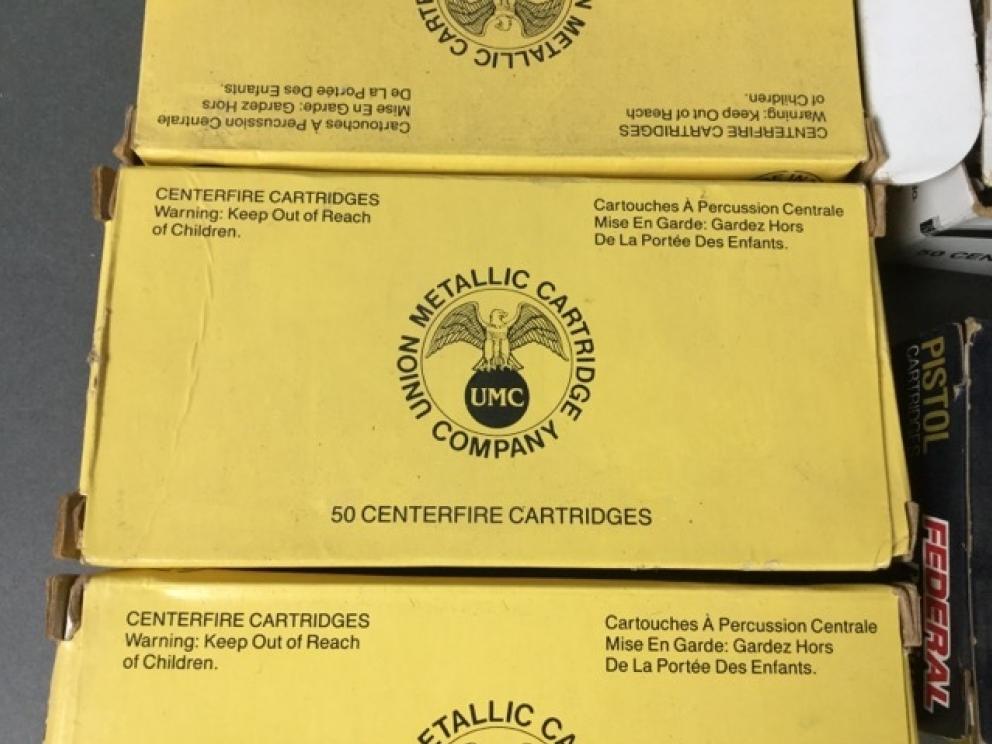 UNION METALLIC
CENTERFIRE CARTRIDGES
Warning: Keep Out of Reach
of Children.
Cartouches À Percussion Centrale
Mise En Garde: Gardez Hors
De La Portée Des Enfants.
CENTERFIRE CARTRIDGES
Warning: Keep Out of Reach
of Children.
Cartouches À Percussion Centrale
Mise En Garde: Gardez Hors
De La Portée Des Enfants.
UNION METALLIC CARTRIDGE COMPANY
UMC
50 CENTERFIRE CARTRIDGES
CENTERFIRE CARTRIDGES
Warning: Keep Out of Reach
of Children.
Cartouches À Percussion Centrale
Mise En Garde: Gardez Hors
De La Portée Des Enfants.
METALLIC
50
PISTOL
CARTRIDGES
FEDERAL